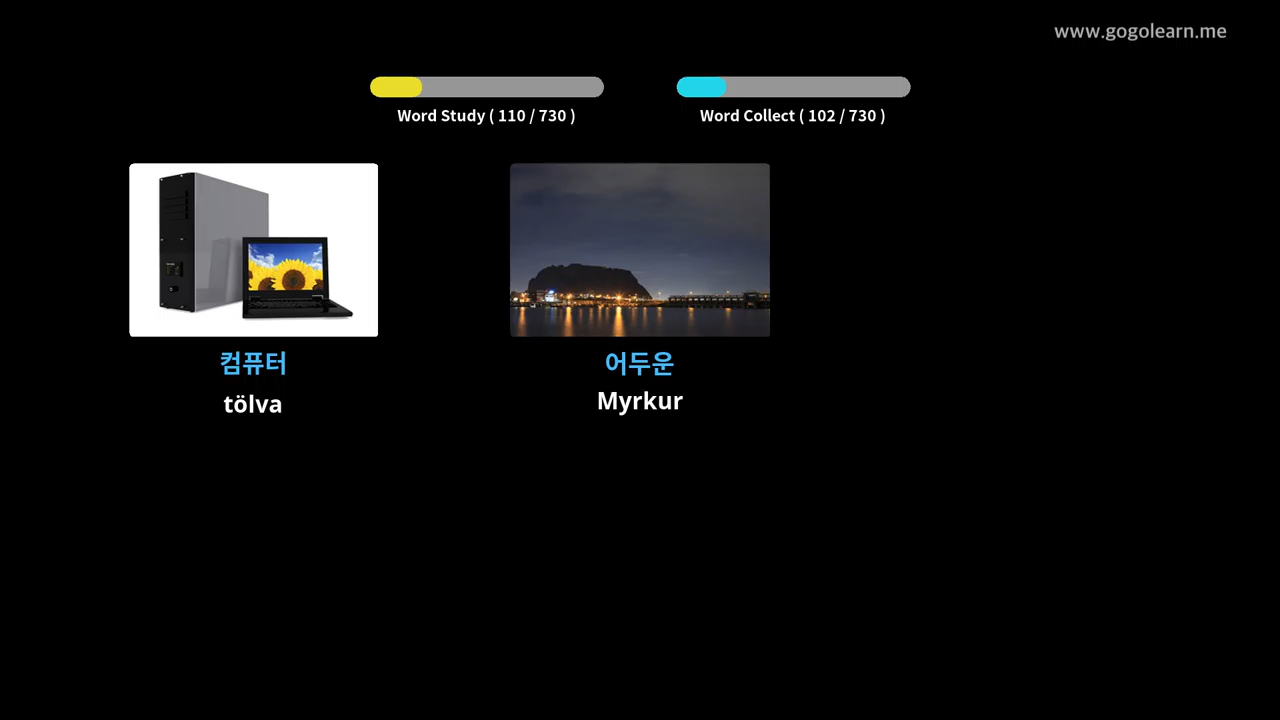 www.gogolearn.me
Word Study ( 110 / 730 )
Word Collect ( 102 / 730 )
컴퓨터
tölva
어두운
Myrkur